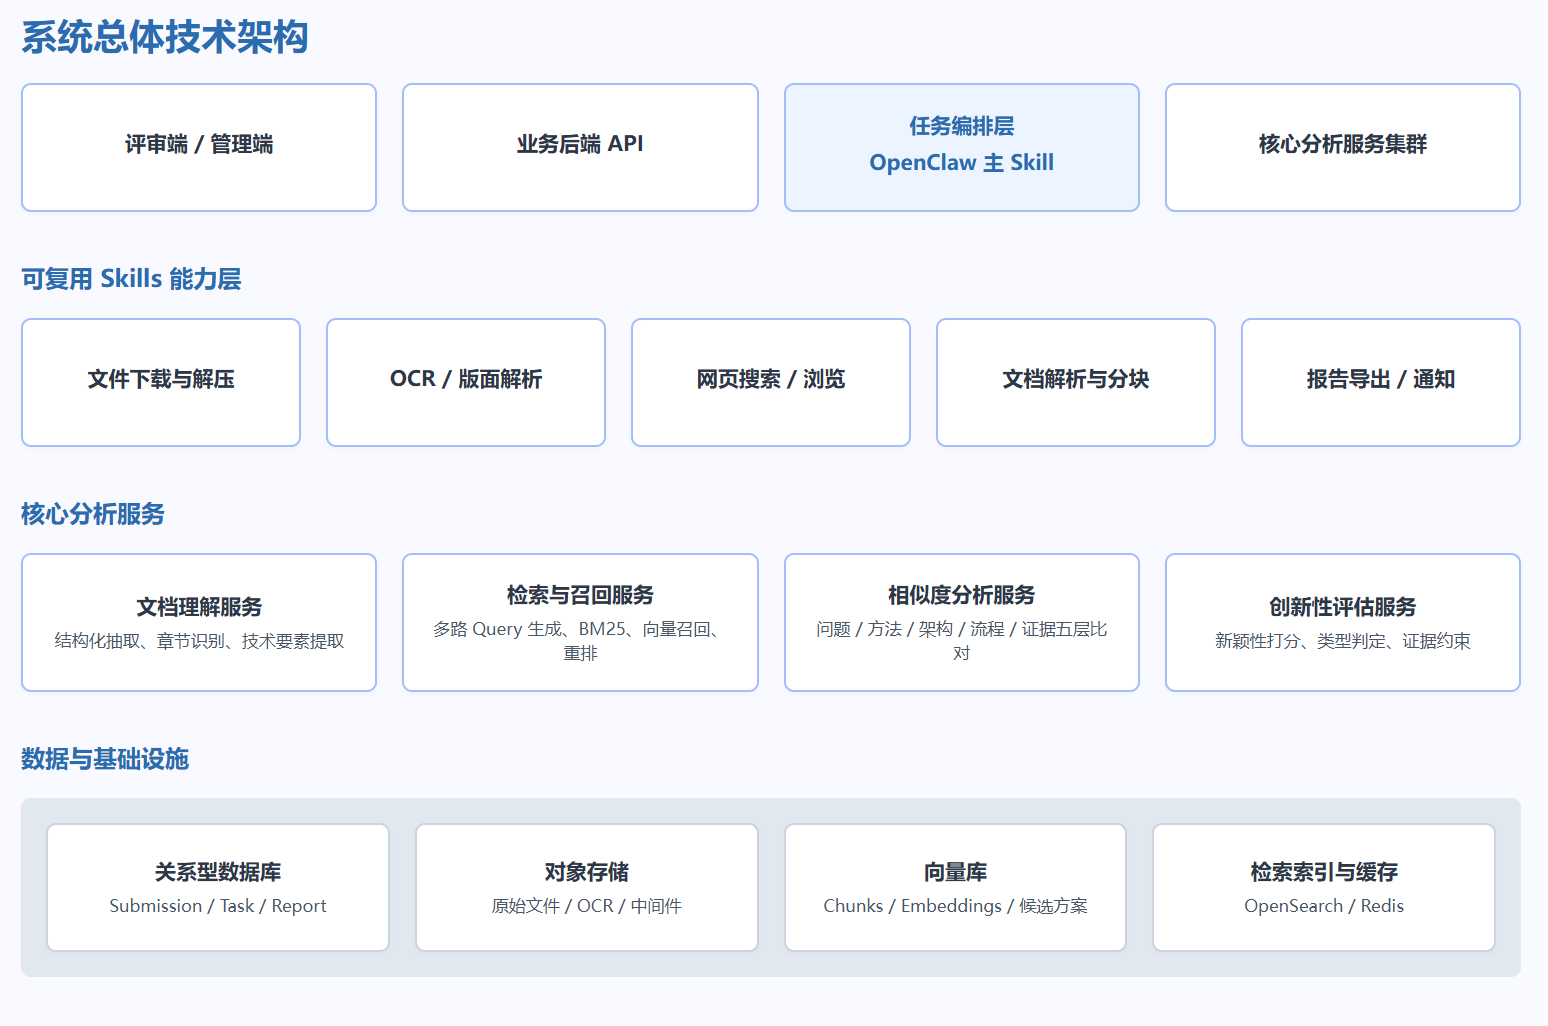 系统总体技术架构
评审端 / 管理端
业务后端 API
任务编排层
OpenClaw 主 Skill
核心分析服务集群
可复用 Skills 能力层
文件下载与解压
OCR / 版面解析
网页搜索 / 浏览
文档解析与分块
报告导出 / 通知
核心分析服务
文档理解服务
结构化抽取、章节识别、技术要素提取
检索与召回服务
多路 Query 生成、BM25、向量召回、
重排
相似度分析服务
问题 / 方法 / 架构 / 流程 / 证据五层比
对
创新性评估服务
新颖性打分、类型判定、证据约束
数据与基础设施
关系型数据库
Submission / Task / Report
对象存储
原始文件 / OCR / 中间件
向量库
Chunks / Embeddings / 候选方案
检索索引与缓存
OpenSearch / Redis